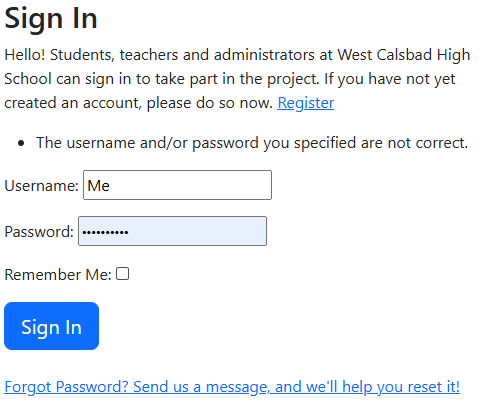 Sign In
Hello! Students, teachers and administrators at West Calsbad High
School can sign in to take part in the project. If you have not yet
created an account, please do so now. Register
• The username and/or password you specified are not correct.
Username: Me
Password: ••••••••••
Remember Me:
Sign In
Forgot Password? Send us a message, and we'll help you reset it!